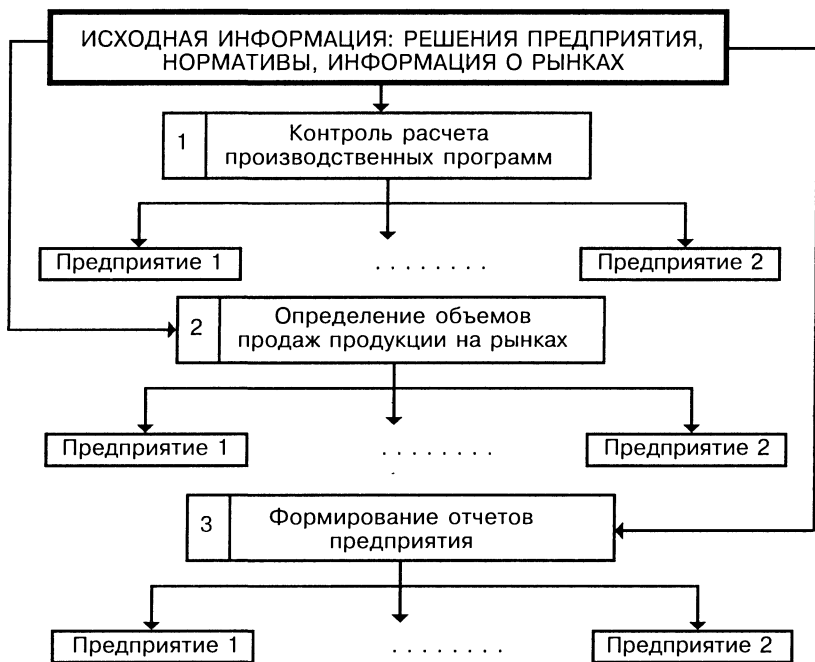 ИСХОДНАЯ ИНФОРМАЦИЯ: РЕШЕНИЯ ПРЕДПРИЯТИЯ,
НОРМАТИВЫ, ИНФОРМАЦИЯ О РЫНКАХ
1
Контроль расчета
производственных программ
Предприятие 1 . . . . . . . . Предприятие 2
2
Определение объемов
продаж продукции на рынках
Предприятие 1 . . . . . . . . Предприятие 2
3
Формирование отчетов
предприятия
Предприятие 1 . . . . . . . . Предприятие 2